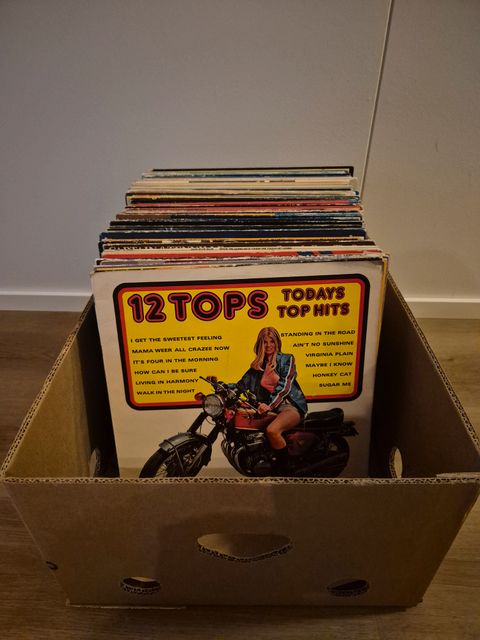 12 TOPS
TODAYS
TOP HITS
I GET THE SWEETEST FEELING
MAMA WEER ALL CRAZEE NOW
IT'S FOUR IN THE MORNING
HOW CAN I BE SURE
LIVING IN HARMONY
WALK IN THE NIGHT
STANDING IN THE ROAD
AIN'T NO SUNSHINE
VIRGINIA PLAIN
MAYBE I KNOW
HONKEY CAT
SUGAR ME